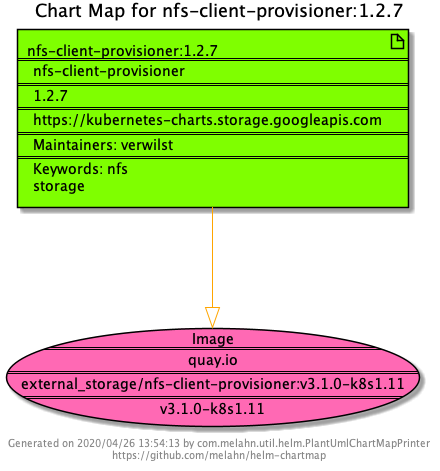 Chart Map for nfs-client-provisioner:1.2.7
nfs-client-provisioner:1.2.7
nfs-client-provisioner
1.2.7
https://kubernetes-charts.storage.googleapis.com
Maintainers: verwilst
Keywords: nfs
storage
Image
quay.io
external_storage/nfs-client-provisioner:v3.1.0-k8s1.11
v3.1.0-k8s1.11
Generated on 2020/04/26 13:54:13 by com.melahn.util.helm.PlantUmlChartMapPrinter
https://github.com/melahn/helm-chartmap